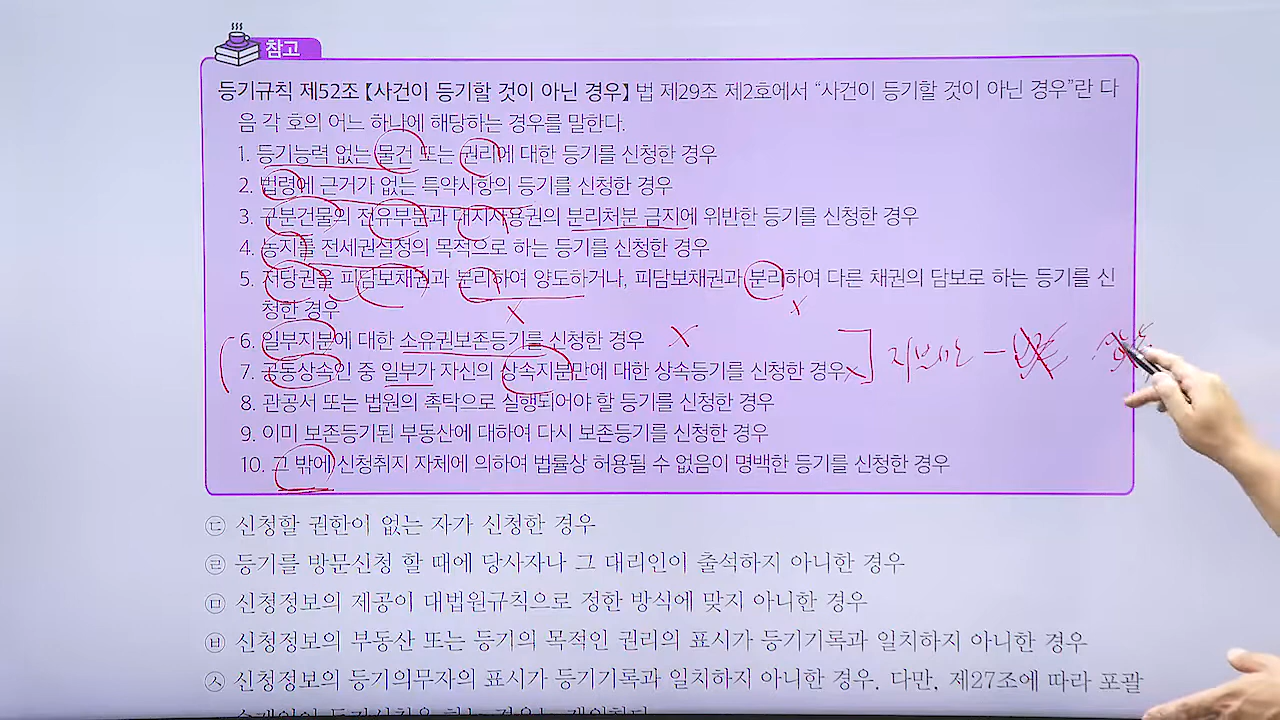 참고
등기규칙 제52조【사건이 등기할 것이 아닌 경우】 법 제29조 제2호에서 “사건이 등기할 것이 아닌 경우”란 다
음 각 호의 어느 하나에 해당하는 경우를 말한다.
1. 등기능력 없는 물건 또는 권리에 대한 등기를 신청한 경우
2. 법령에 근거가 없는 특약사항의 등기를 신청한 경우
3. 구분건물의 전유부분과 대지사용권의 분리처분 금지에 위반한 등기를 신청한 경우
4. 농지를 전세권설정의 목적으로 하는 등기를 신청한 경우
5. 저당권을 피담보채권과 분리하여 양도하거나, 피담보채권과 분리하여 다른 채권의 담보로 하는 등기를 신
청한 경우
6. 일부지분에 대한 소유권보존등기를 신청한 경우
7. 공동상속인 중 일부가 자신의 상속지분만에 대한 상속등기를 신청한 경우
8. 관공서 또는 법원의 촉탁으로 실행되어야 할 등기를 신청한 경우
9. 이미 보존등기된 부동산에 대하여 다시 보존등기를 신청한 경우
10. 그 밖에 신청취지 자체에 의하여 법률상 허용될 수 없음이 명백한 등기를 신청한 경우
㉢ 신청할 권한이 없는 자가 신청한 경우
㉣ 등기를 방문신청 할 때에 당사자나 그 대리인이 출석하지 아니한 경우
㉤ 신청정보의 제공이 대법원규칙으로 정한 방식에 맞지 아니한 경우
㉥ 신청정보의 부동산 또는 등기의 목적인 권리의 표시가 등기기록과 일치하지 아니한 경우
㉦ 신청정보의 등기의무자의 표시가 등기기록과 일치하지 아니한 경우. 다만, 제27조에 따라 포괄